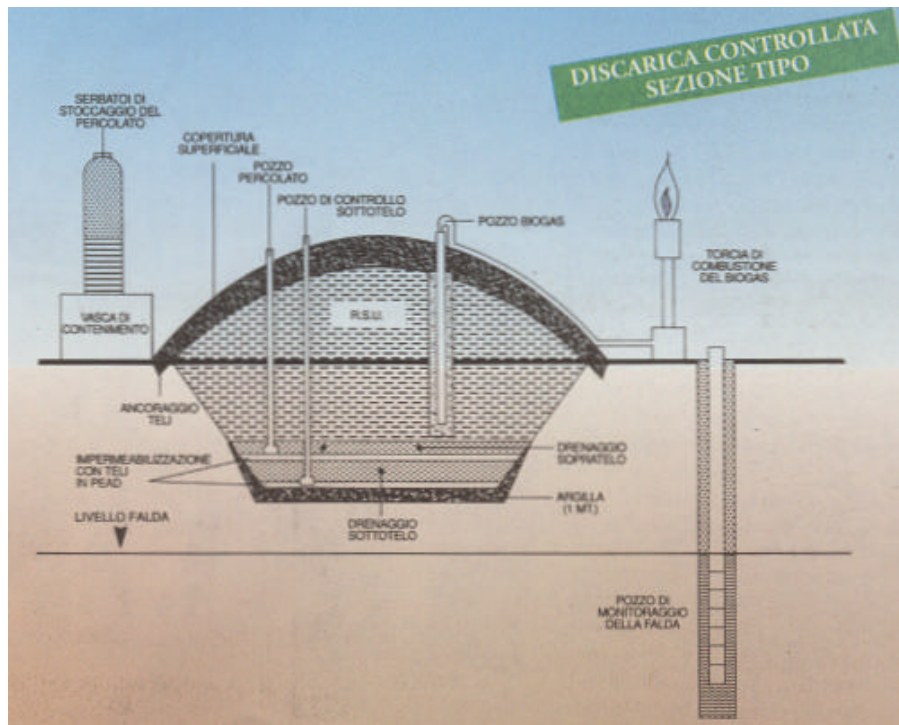 DISCARICA CONTROLLATA
SEZIONE TIPO
SERBATOI DI
STOCCAGGIO DEL
PERCOLATO
COPERTURA
SUPERFICIALE
POZZO
PERCOLATO
POZZO DI CONTROLLO
SOTTOTELO
POZZO BIOGAS
TORCIA DI
COMBUSTIONE
DEL BIOGAS
VASCA DI
CONTENIMENTO
R.S.U.
ANCORAGGIO
TELI
IMPERMEABILIZZAZIONE
CON TELI
IN PEAD
DRENAGGIO
SOPRATELO
ARGILLA
(1 MT.)
LIVELLO FALDA
DRENAGGIO
SOTTOTELO
POZZO DI
MONITORAGGIO
DELLA FALDA